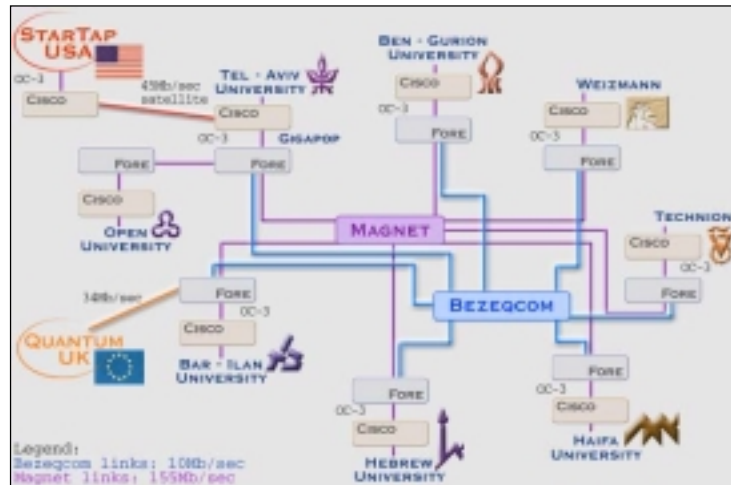 STARTAP
USA
OC-3
CISCO
45Mb/sec
satellite
TEL - AVIV
UNIVERSITY
CISCO
OC-3
GIGAPOP
FORE
FORE
CISCO
OPEN
UNIVERSITY
BEN - GURION
UNIVERSITY
CISCO
OC-3
FORE
WEIZMANN
CISCO
OC-3
FORE
MAGNET
TECHNION
CISCO
OC-3
FORE
BEZEQCOM
34Mb/sec
QUANTUM
UK
FORE
OC-3
CISCO
BAR - ILAN
UNIVERSITY
FORE
OC-3
CISCO
HEBREW
UNIVERSITY
FORE
OC-3
CISCO
HAIFA
UNIVERSITY
Legend:
Bezeqcom links: 10Mb/sec
Magnet links: 155Mb/sec